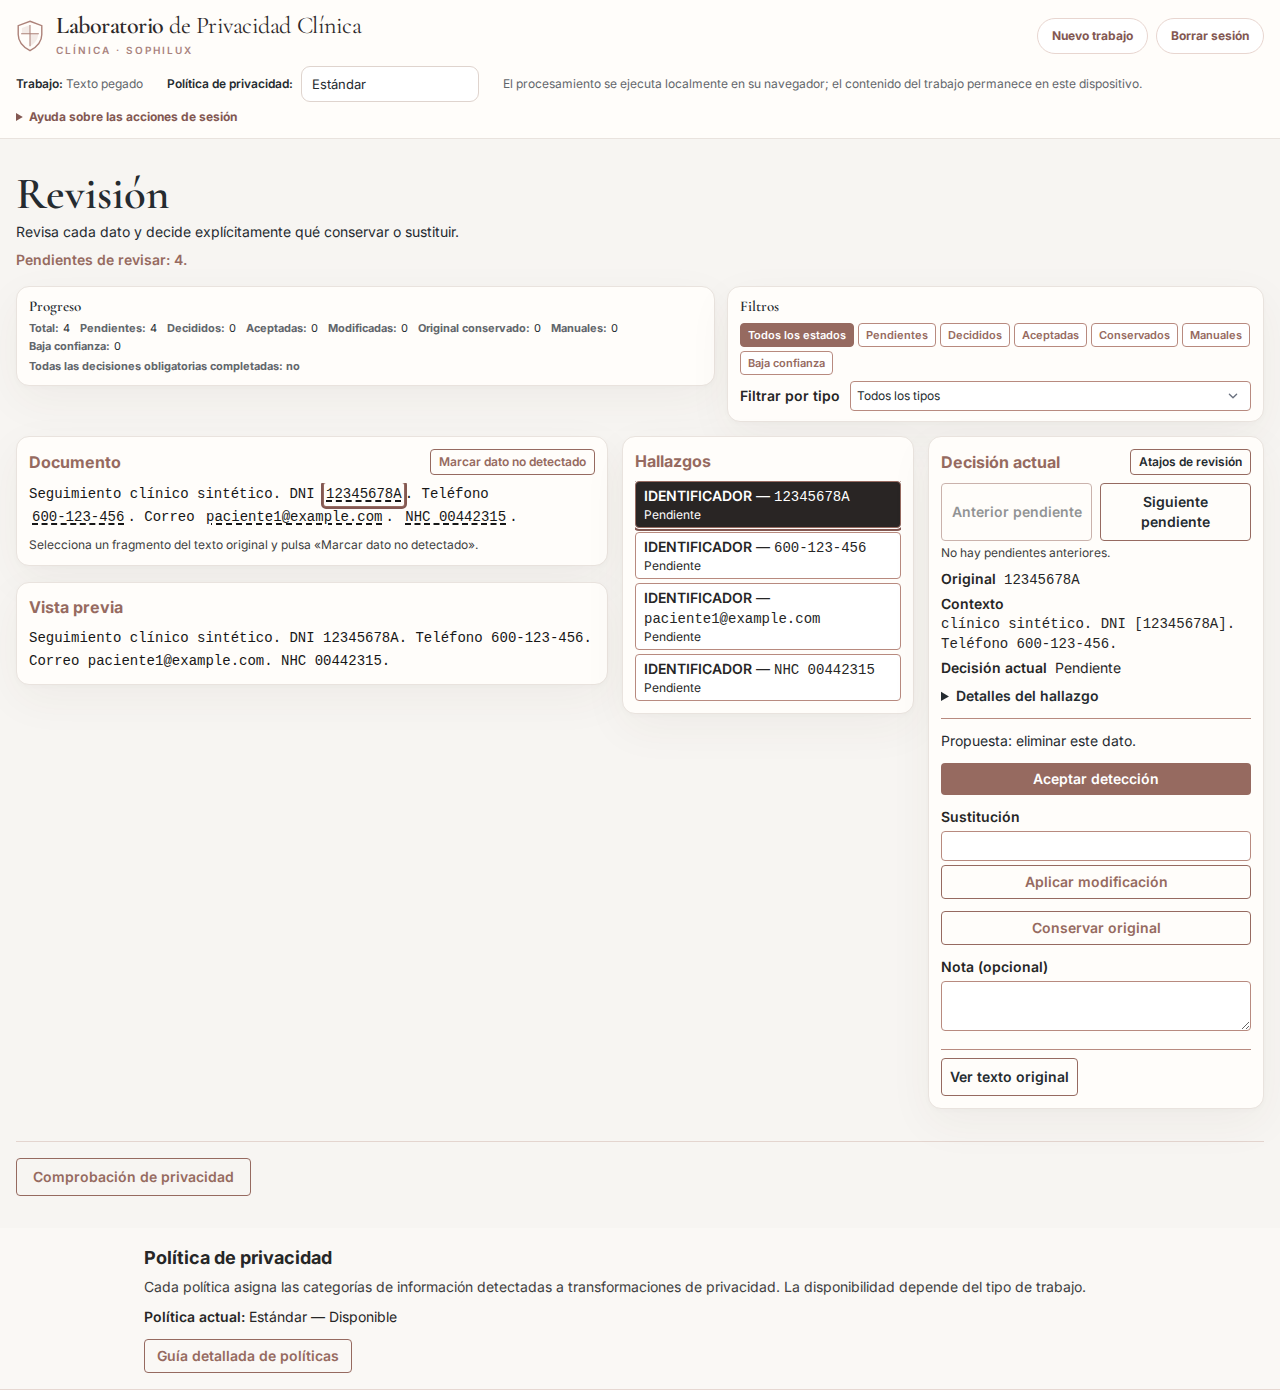 Laboratorio de Privacidad Clínica
CLÍNICA · SOPHILUX
Nuevo trabajo
Borrar sesión
Trabajo: Texto pegado
Política de privacidad: Estándar
El procesamiento se ejecuta localmente en su navegador; el contenido del trabajo permanece en este dispositivo.
Ayuda sobre las acciones de sesión
Revisión
Revisa cada dato y decide explícitamente qué conservar o sustituir.
Pendientes de revisar: 4.
Progreso
Total: 4 Pendientes: 4 Decididos: 0 Aceptadas: 0 Modificadas: 0 Original conservado: 0 Manuales: 0
Baja confianza: 0
Todas las decisiones obligatorias completadas: no
Filtros
Todos los estados Pendientes Decididos Aceptadas Conservados Manuales
Baja confianza
Filtrar por tipo Todos los tipos
Documento
Marcar dato no detectado
Seguimiento clínico sintético. DNI 12345678A. Teléfono
600-123-456. Correo paciente1@example.com. NHC 00442315.
Selecciona un fragmento del texto original y pulsa «Marcar dato no detectado».
Vista previa
Seguimiento clínico sintético. DNI 12345678A. Teléfono 600-123-456.
Correo paciente1@example.com. NHC 00442315.
Hallazgos
IDENTIFICADOR — 12345678A
Pendiente
IDENTIFICADOR — 600-123-456
Pendiente
IDENTIFICADOR —
paciente1@example.com
Pendiente
IDENTIFICADOR — NHC 00442315
Pendiente
Decisión actual
Atajos de revisión
Anterior pendiente
Siguiente
pendiente
No hay pendientes anteriores.
Original 12345678A
Contexto
clínico sintético. DNI [12345678A].
Teléfono 600-123-456.
Decisión actual Pendiente
Detalles del hallazgo
Propuesta: eliminar este dato.
Aceptar detección
Sustitución
Aplicar modificación
Conservar original
Nota (opcional)
Ver texto original
Comprobación de privacidad
Política de privacidad
Cada política asigna las categorías de información detectadas a transformaciones de privacidad. La disponibilidad depende del tipo de trabajo.
Política actual: Estándar — Disponible
Guía detallada de políticas